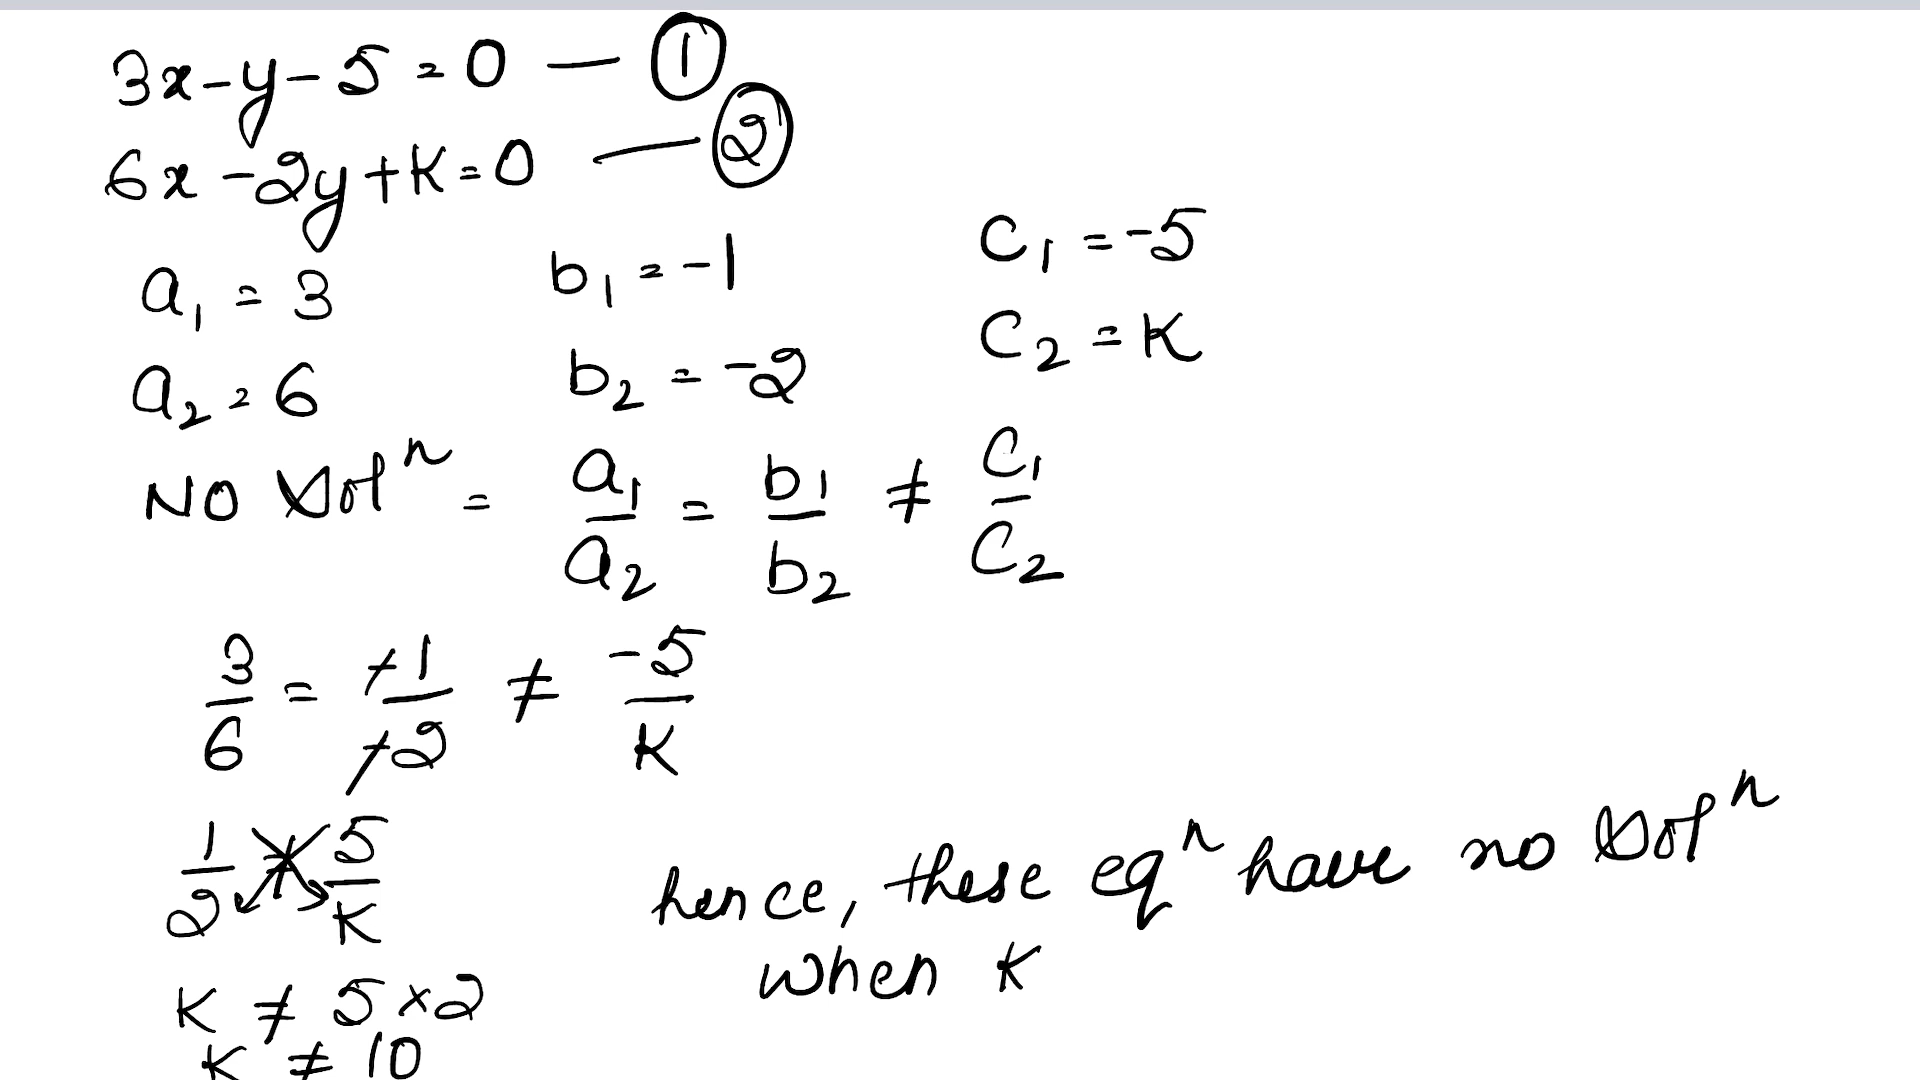 3x-y-5=0 — ①
6x-2y+K=0 — ②
a₁ = 3 b₁ = -1 C₁ = -5
a₂ = 6 b₂ = -2 C₂ = K
NO Solⁿ = a₁/a₂ = b₁/b₂ ≠ C₁/C₂
3/6 = -1/-2 ≠ -5/K
1/2 ≠ 5/K
K ≠ 5×2
K ≠ 10
hence, these eqⁿ have no Solⁿ
when K